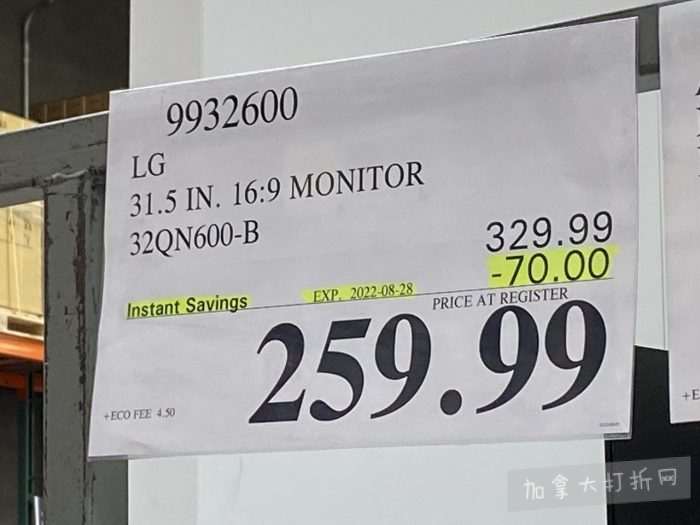 9932600
LG
31.5 IN. 16:9 MONITOR
32QN600-B
329.99
-70.00
Instant Savings EXP. 2022-08-28
PRICE AT REGISTER
259.99
+ECO FEE 4.50
+E
加拿大打折网